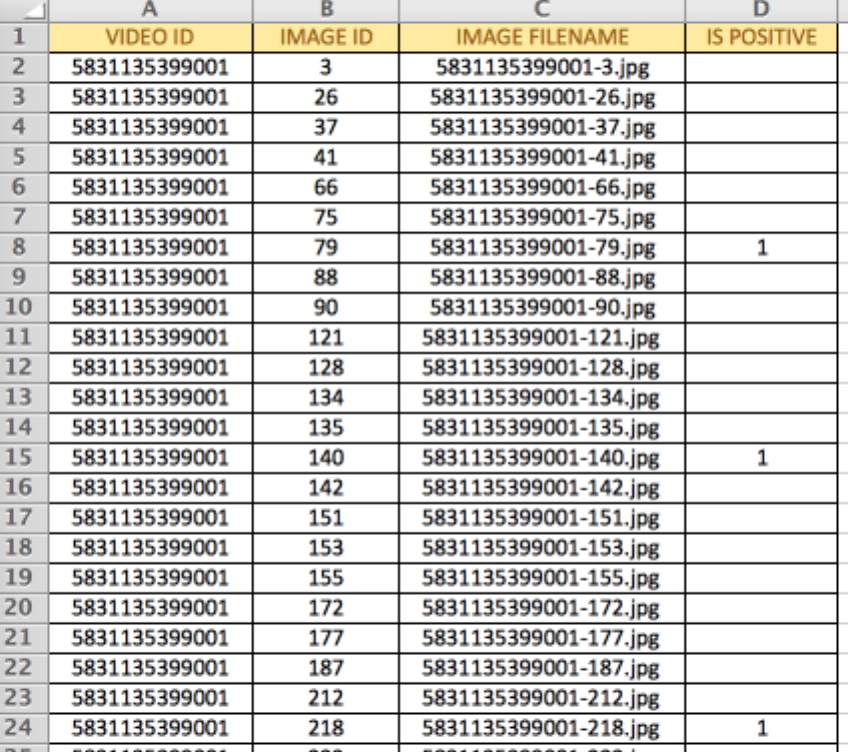 A B C D
1 VIDEO ID IMAGE ID IMAGE FILENAME IS POSITIVE
2 5831135399001 3 5831135399001-3.jpg
3 5831135399001 26 5831135399001-26.jpg
4 5831135399001 37 5831135399001-37.jpg
5 5831135399001 41 5831135399001-41.jpg
6 5831135399001 66 5831135399001-66.jpg
7 5831135399001 75 5831135399001-75.jpg
8 5831135399001 79 5831135399001-79.jpg 1
9 5831135399001 88 5831135399001-88.jpg
10 5831135399001 90 5831135399001-90.jpg
11 5831135399001 121 5831135399001-121.jpg
12 5831135399001 128 5831135399001-128.jpg
13 5831135399001 134 5831135399001-134.jpg
14 5831135399001 135 5831135399001-135.jpg
15 5831135399001 140 5831135399001-140.jpg 1
16 5831135399001 142 5831135399001-142.jpg
17 5831135399001 151 5831135399001-151.jpg
18 5831135399001 153 5831135399001-153.jpg
19 5831135399001 155 5831135399001-155.jpg
20 5831135399001 172 5831135399001-172.jpg
21 5831135399001 177 5831135399001-177.jpg
22 5831135399001 187 5831135399001-187.jpg
23 5831135399001 212 5831135399001-212.jpg
24 5831135399001 218 5831135399001-218.jpg 1